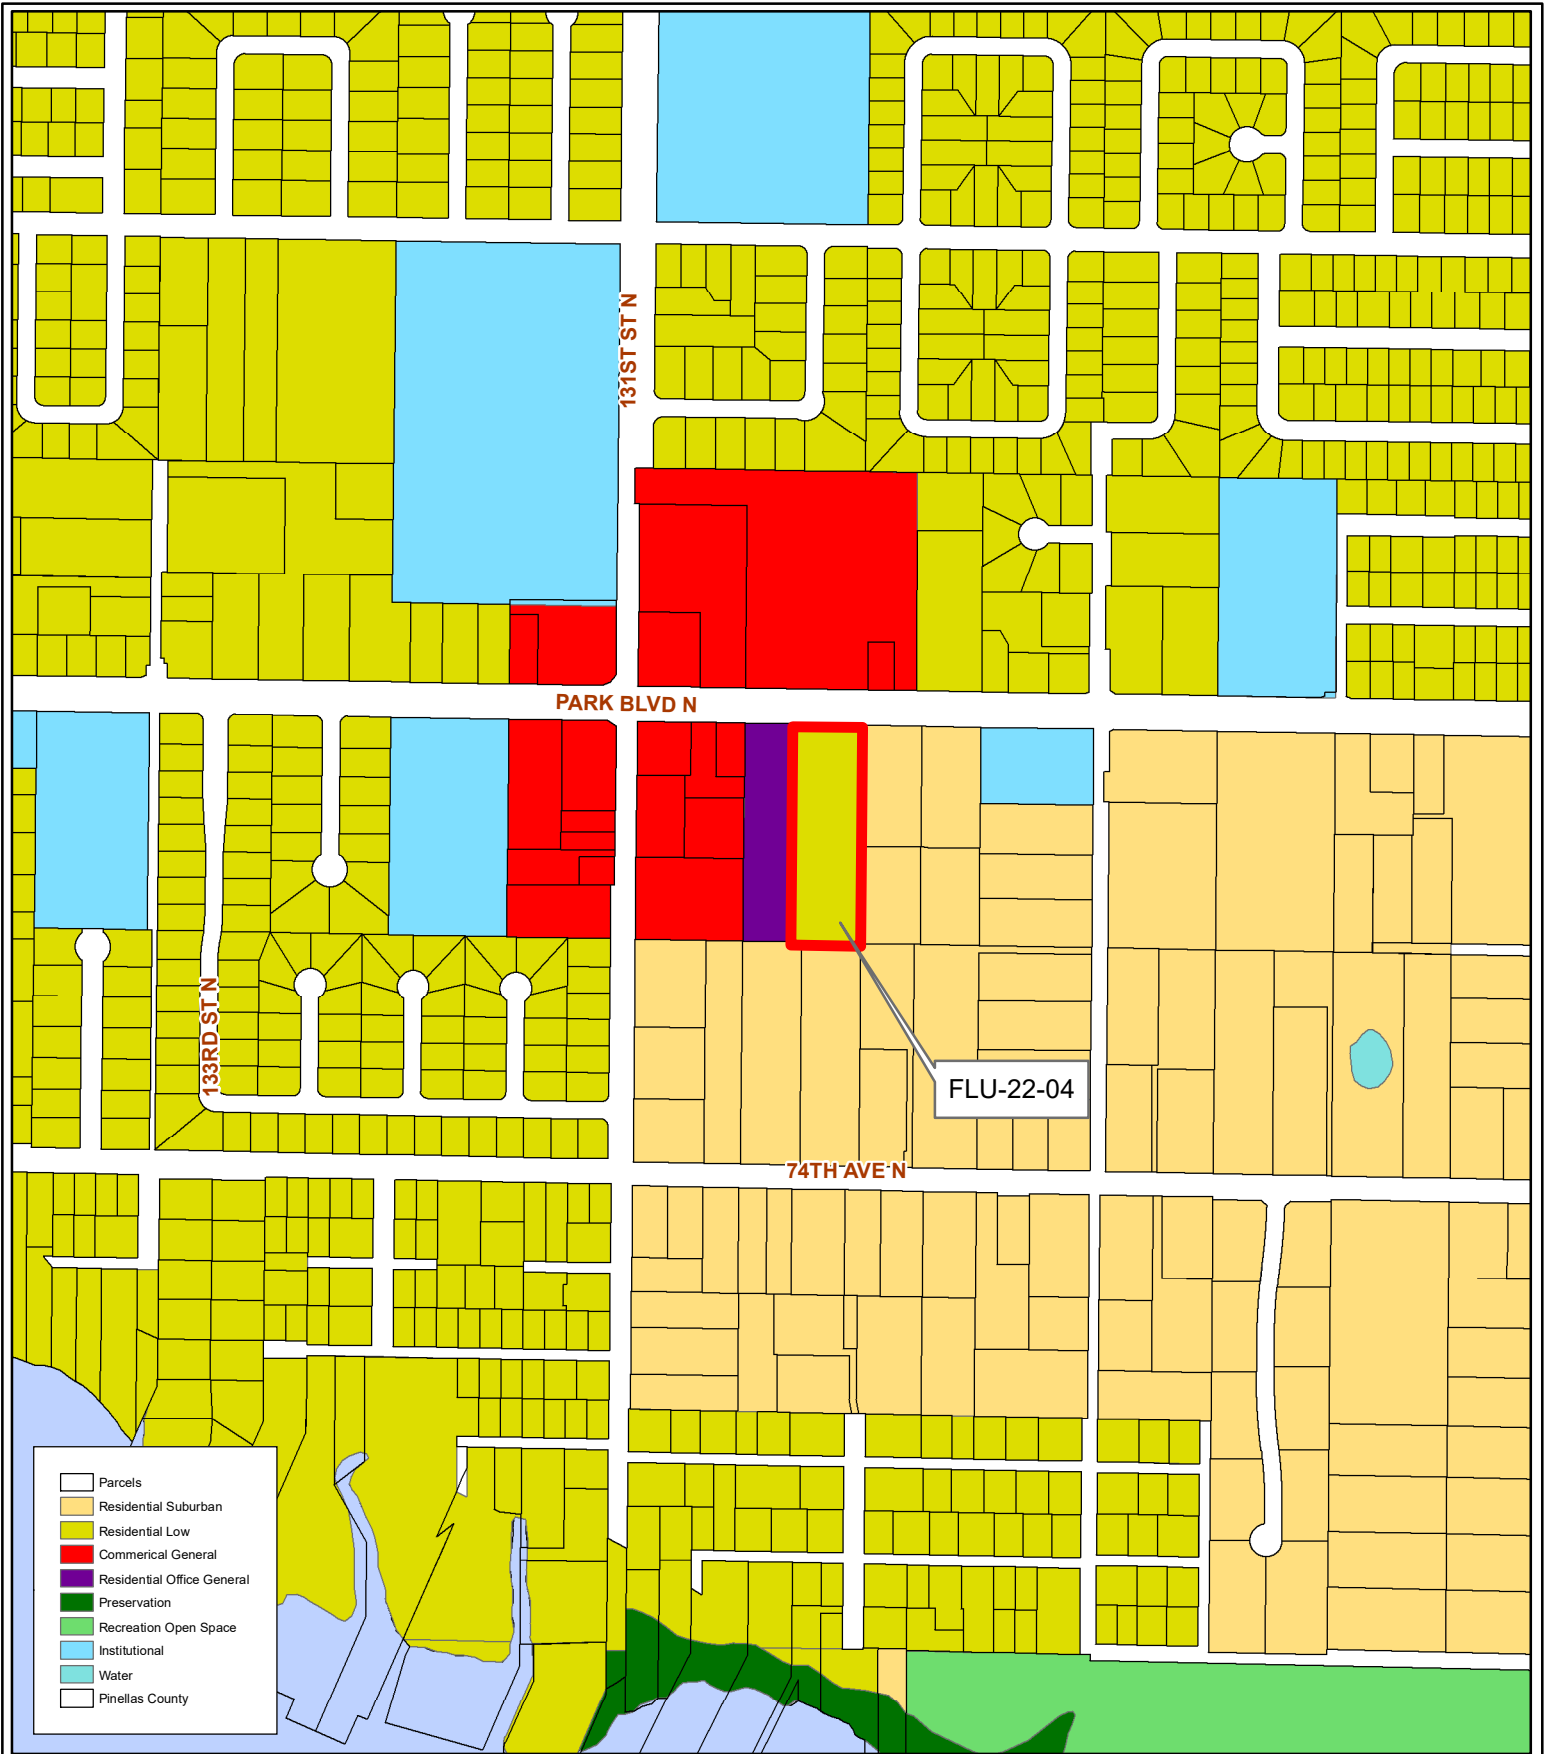 131ST ST N
PARK BLVD N
133RD ST N
FLU-22-04
74TH AVE N
Parcels
Residential Suburban
Residential Low
Commerical General
Residential Office General
Preservation
Recreation Open Space
Institutional
Water
Pinellas County